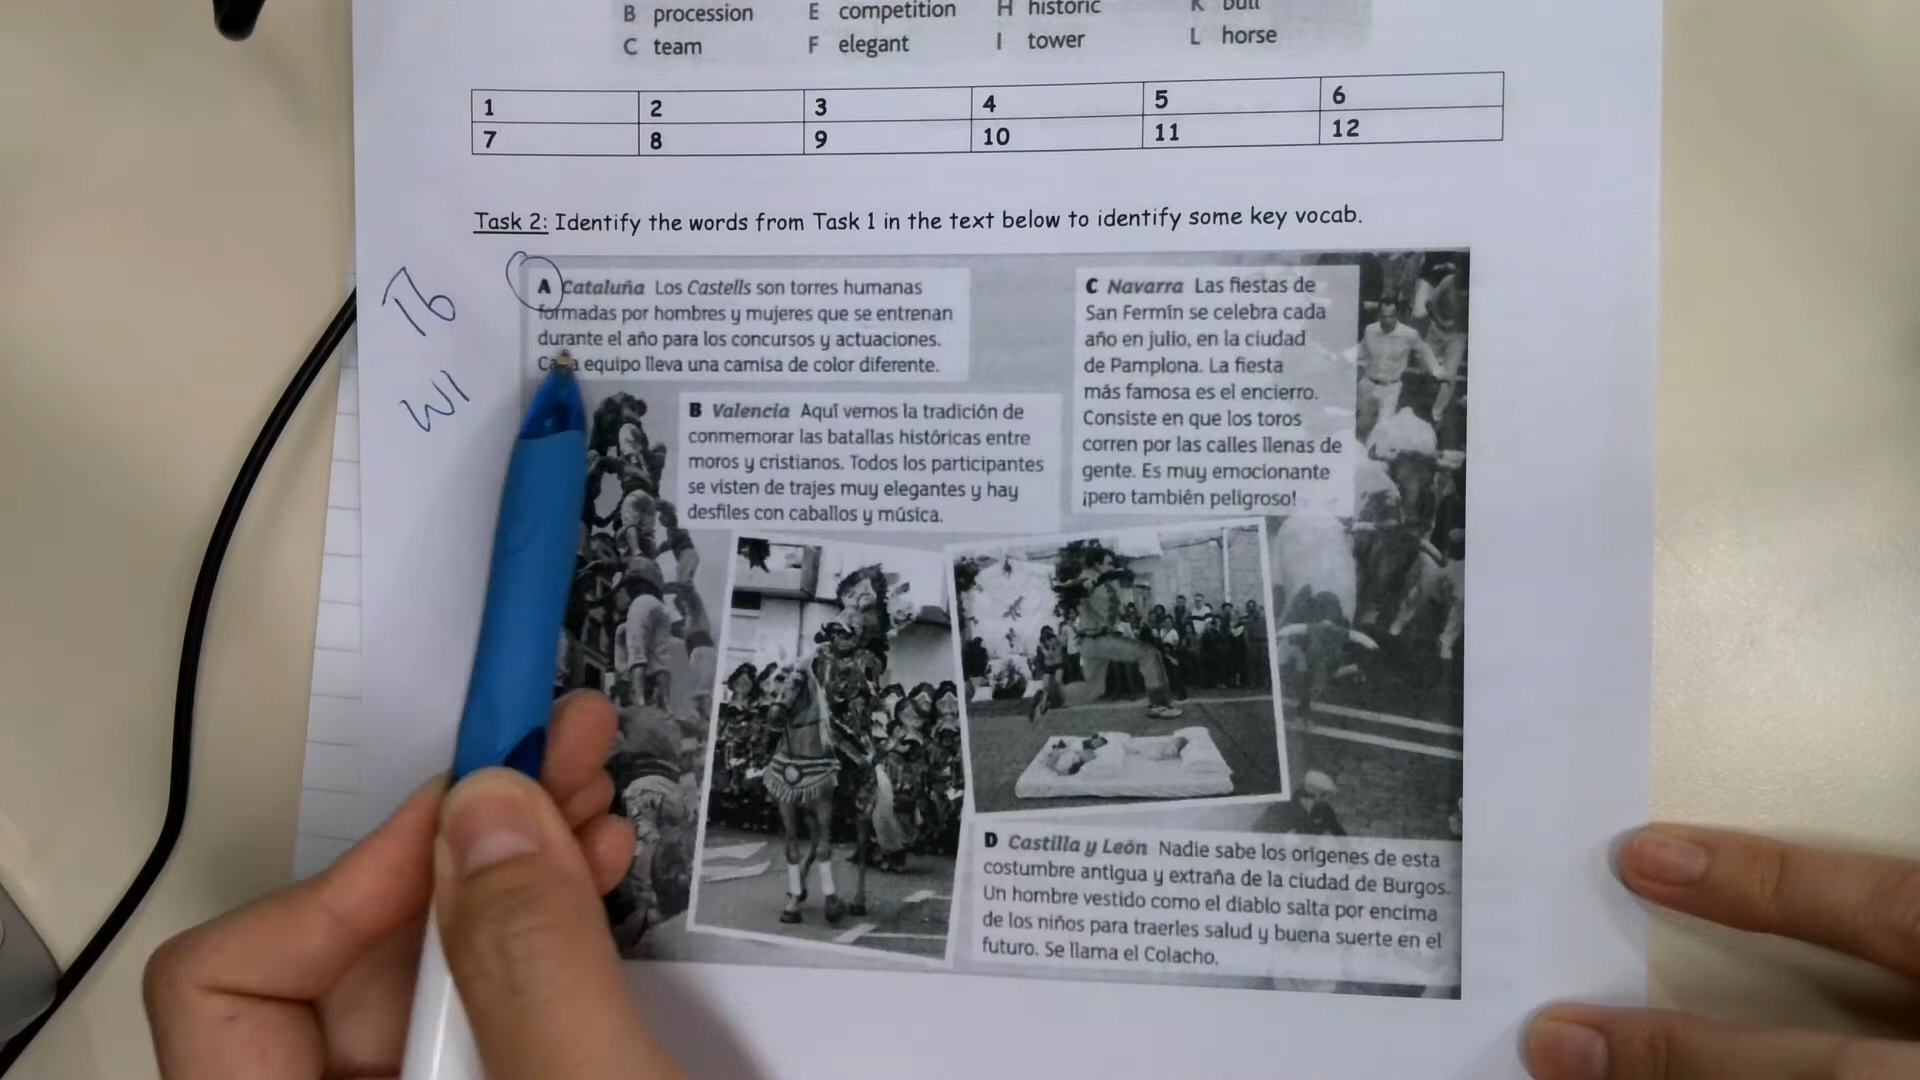 B procession E competition H historic K bull
C team F elegant I tower L horse
1 2 3 4 5 6
7 8 9 10 11 12
Task 2: Identify the words from Task 1 in the text below to identify some key vocab.
A Cataluña Los Castells son torres humanas
formadas por hombres y mujeres que se entrenan
durante el año para los concursos y actuaciones.
Cada equipo lleva una camisa de color diferente.
B Valencia Aquí vemos la tradición de
conmemorar las batallas históricas entre
moros y cristianos. Todos los participantes
se visten de trajes muy elegantes y hay
desfiles con caballos y música.
C Navarra Las fiestas de
San Fermín se celebra cada
año en julio, en la ciudad
de Pamplona. La fiesta
más famosa es el encierro.
Consiste en que los toros
corren por las calles llenas de
gente. Es muy emocionante
¡pero también peligroso!
D Castilla y León Nadie sabe los orígenes de esta
costumbre antigua y extraña de la ciudad de Burgos.
Un hombre vestido como el diablo salta por encima
de los niños para traerles salud y buena suerte en el
futuro. Se llama el Colacho.